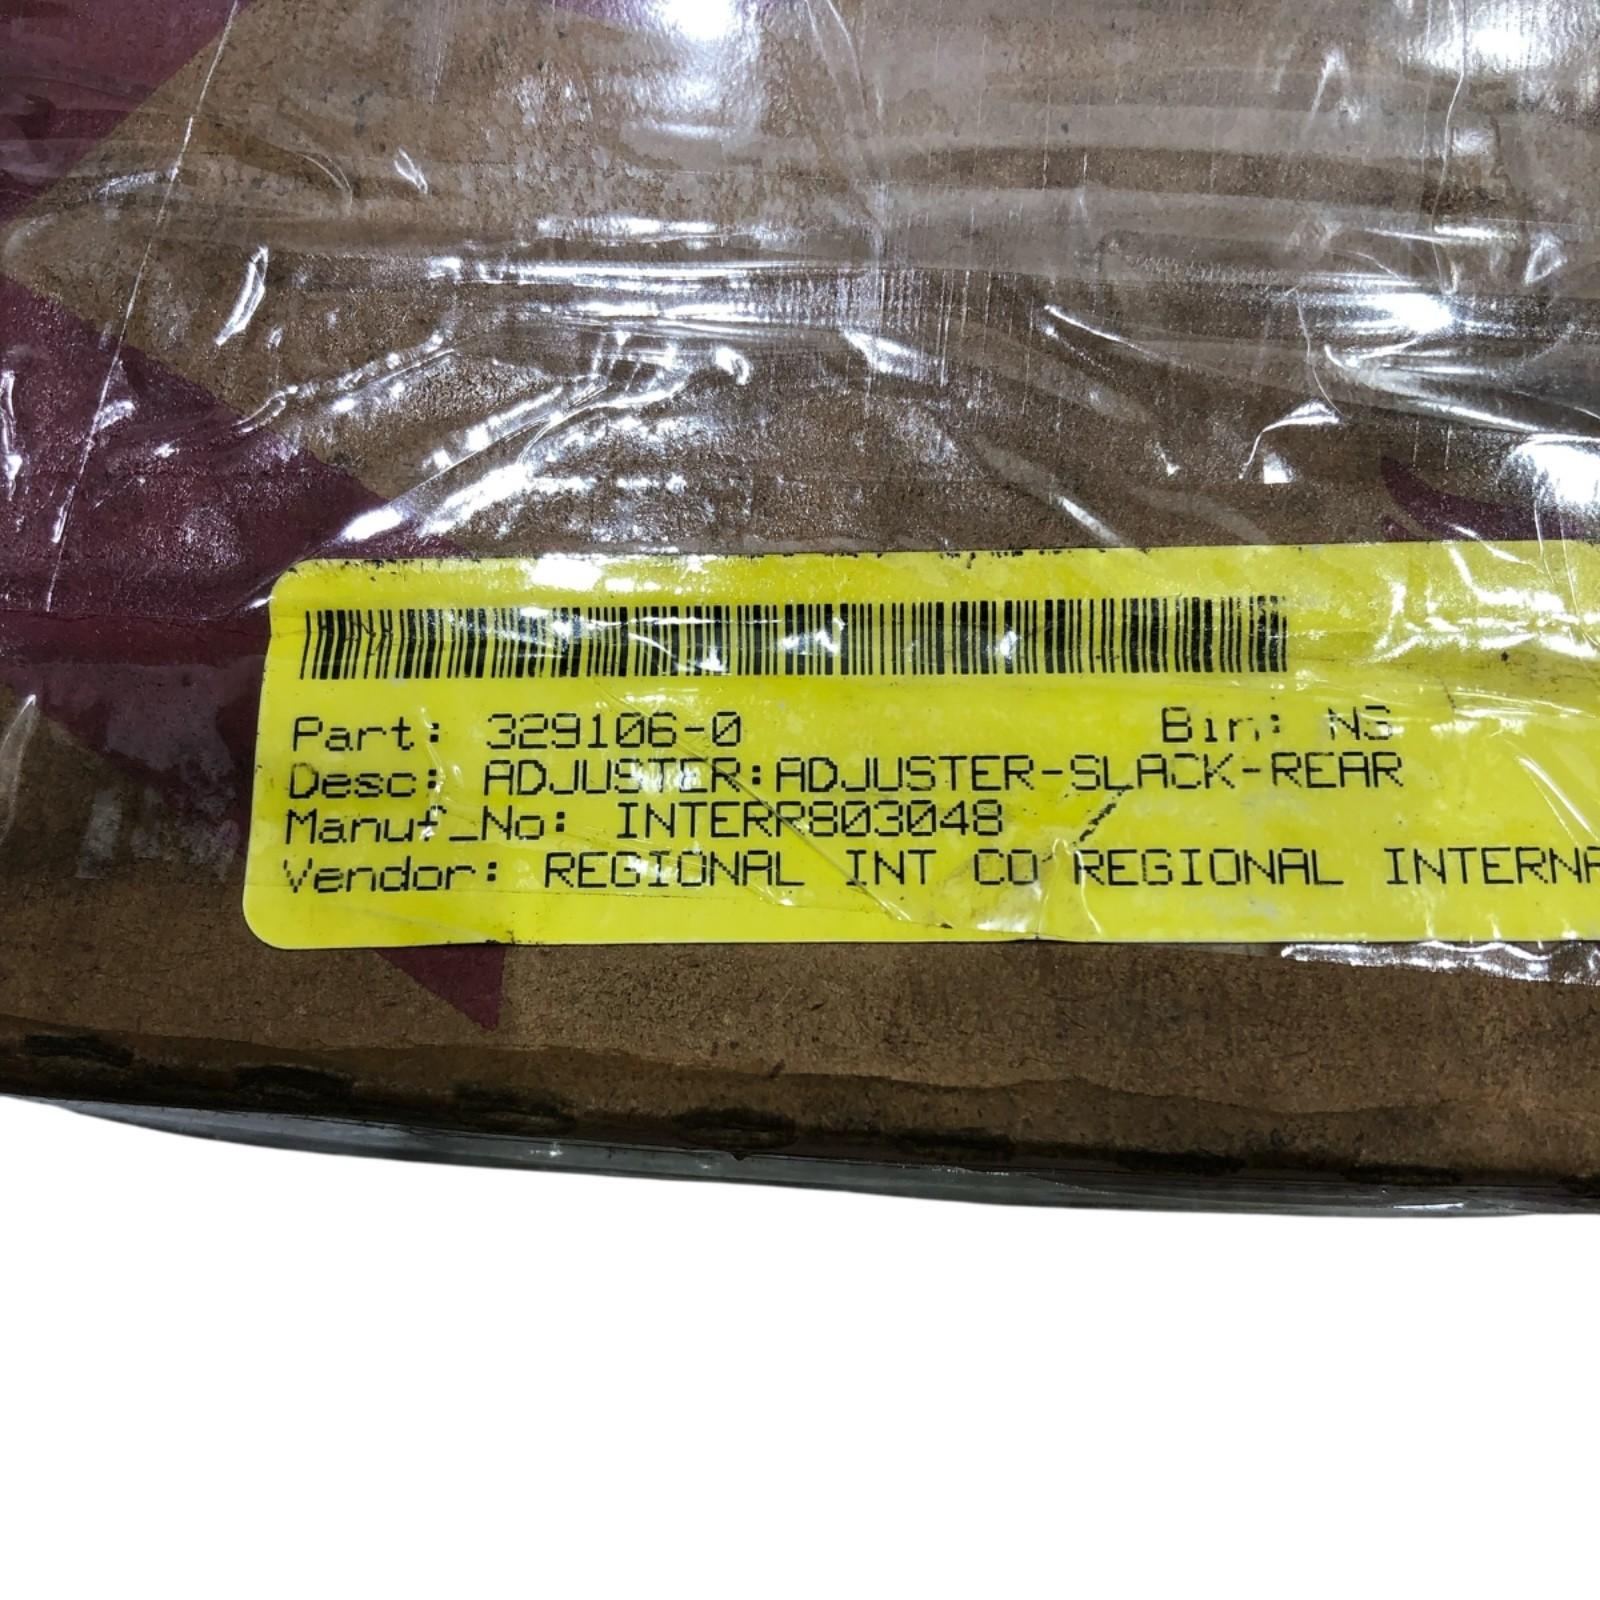 Part: 329106-0 Bin: NS
Desc: ADJUSTER:ADJUSTER-SLACK-REAR
Manuf_No: INTERR803048
Vendor: REGIONAL INT CO REGIONAL INTERNA